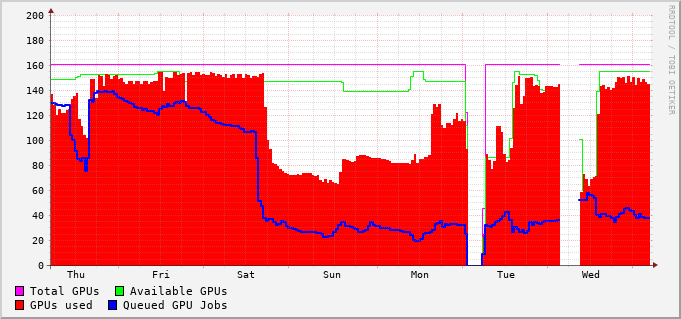 200
180
160
140
120
100
80
60
40
20
0
Thu Fri Sat Sun Mon Tue Wed
Total GPUs Available GPUs
GPUs used Queued GPU Jobs
RRDTOOL / TOBI OETIKER